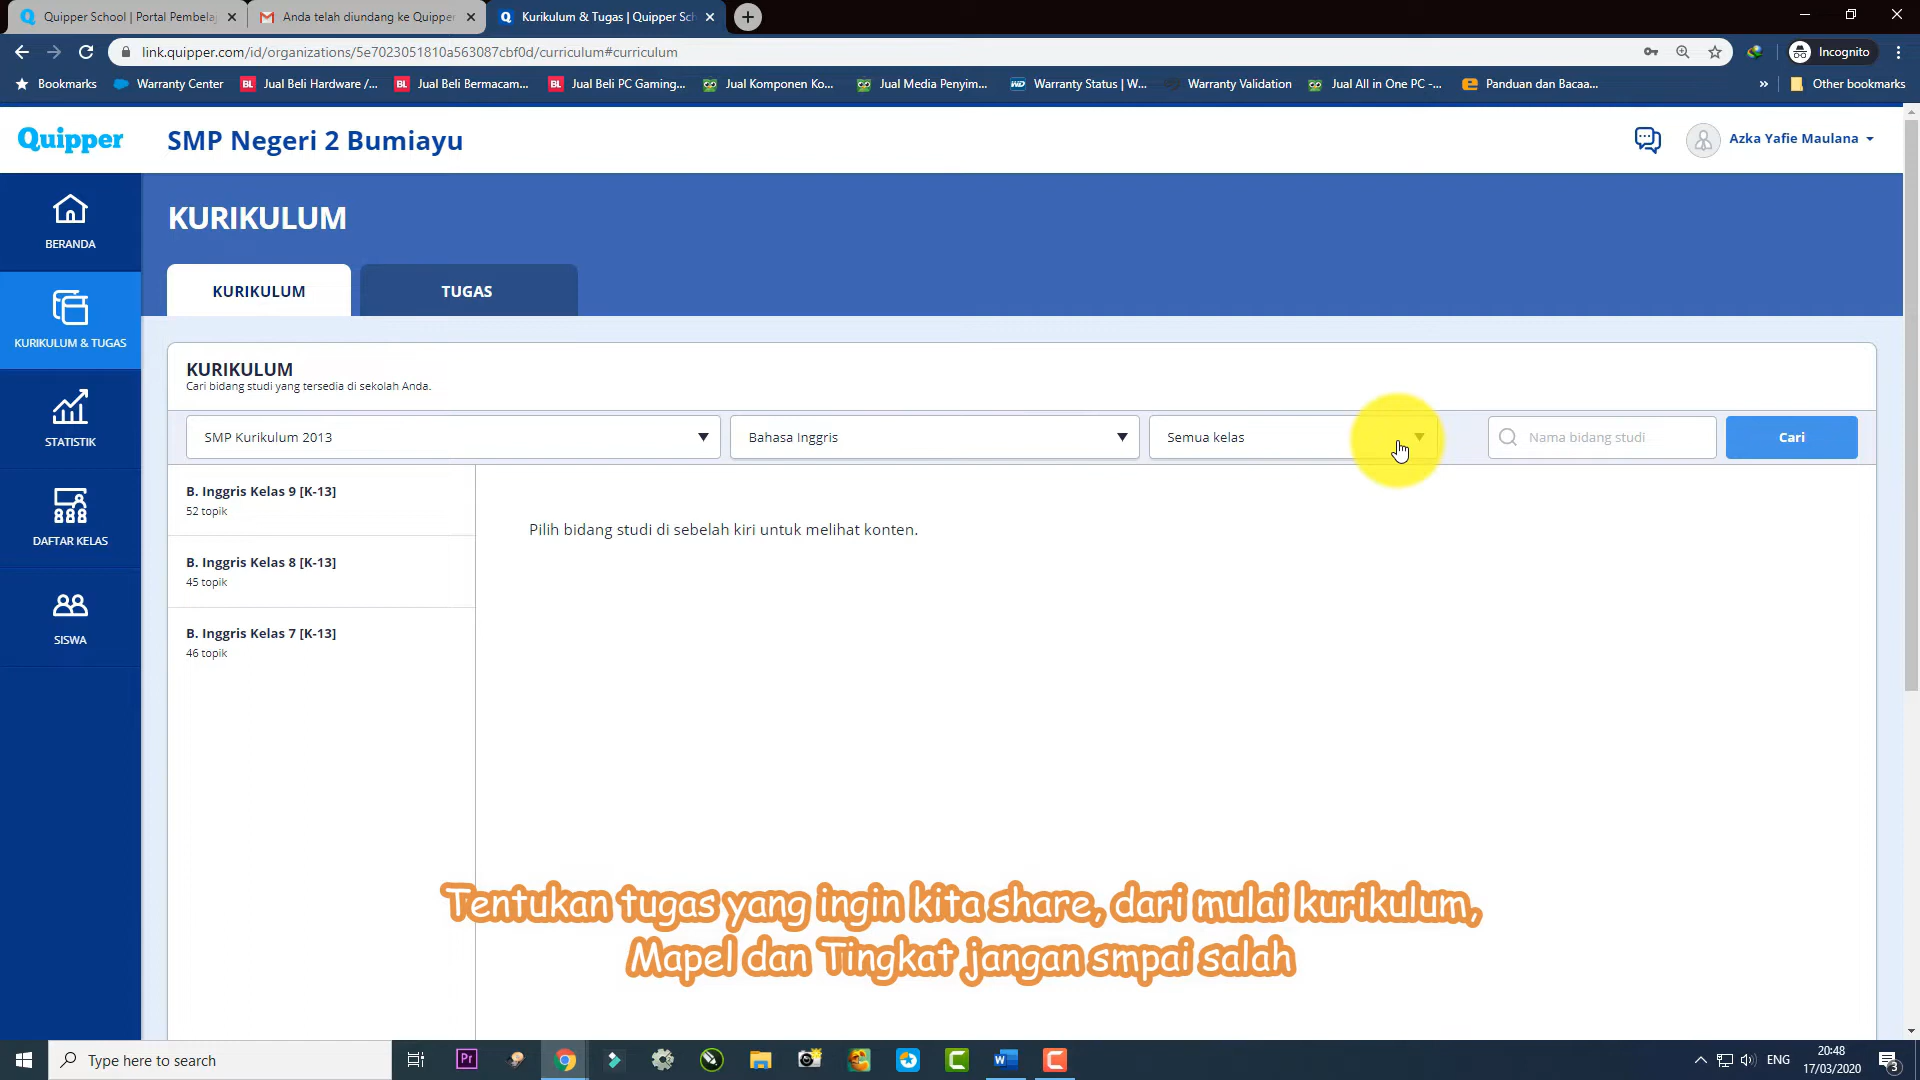 Quipper School | Portal Pembelaj
Anda telah diundang ke Quipper
Kurikulum & Tugas | Quipper Sch
link.quipper.com/id/organizations/5e7023051810a563087cbf0d/curriculum#curriculum
Incognito
Bookmarks
Warranty Center
Jual Beli Hardware /...
Jual Beli Bermacam...
Jual Beli PC Gaming...
Jual Komponen Ko...
Jual Media Penyim...
Warranty Status | W...
Warranty Validation
Jual All in One PC -...
Panduan dan Bacaa...
»
Other bookmarks
Quipper
SMP Negeri 2 Bumiayu
Azka Yafie Maulana
BERANDA
KURIKULUM & TUGAS
STATISTIK
DAFTAR KELAS
SISWA
KURIKULUM
KURIKULUM
TUGAS
KURIKULUM
Cari bidang studi yang tersedia di sekolah Anda.
SMP Kurikulum 2013
Bahasa Inggris
Semua kelas
Nama bidang studi
Cari
B. Inggris Kelas 9 [K-13]
52 topik
B. Inggris Kelas 8 [K-13]
45 topik
B. Inggris Kelas 7 [K-13]
46 topik
Pilih bidang studi di sebelah kiri untuk melihat konten.
Tentukan tugas yang ingin kita share, dari mulai kurikulum,
Mapel dan Tingkat jangan smpai salah
Type here to search
Pr
ENG
20:48
17/03/2020
3